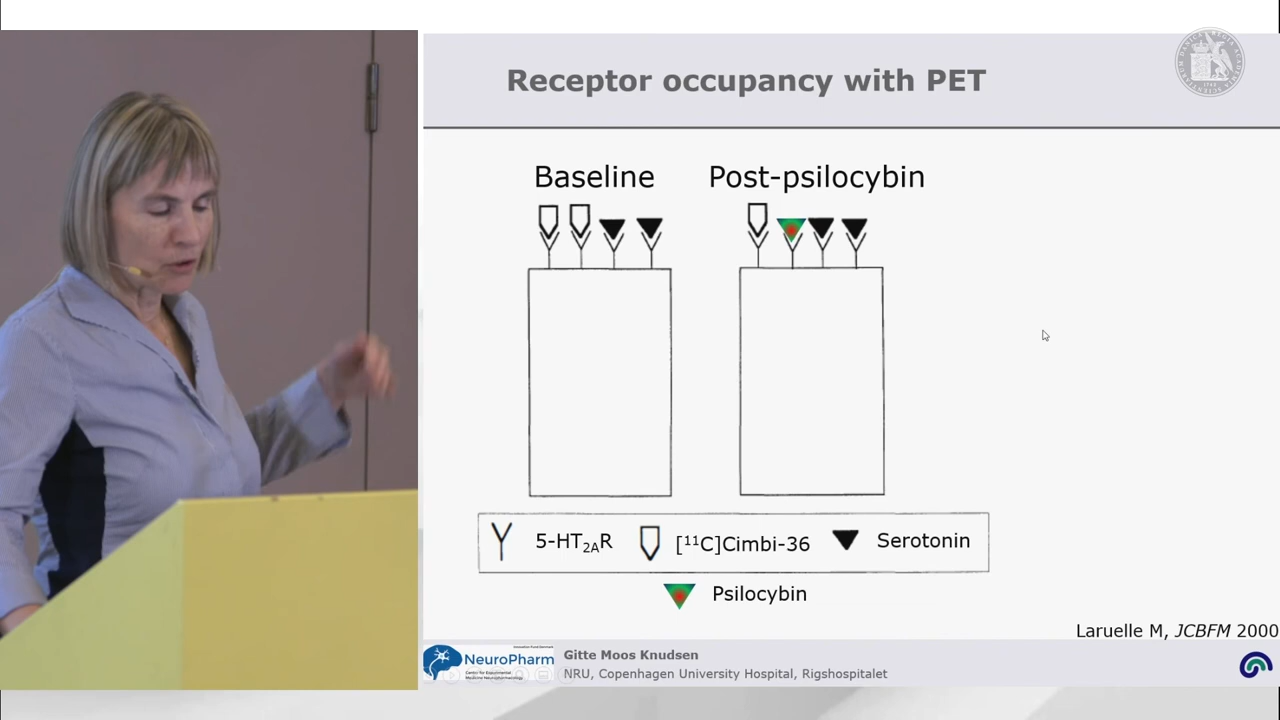 Receptor occupancy with PET
Baseline
Post-psilocybin
5-HT2AR
[¹¹C]Cimbi-36
Serotonin
Psilocybin
Laruelle M, JCBFM 2000
NeuroPharm
Gitte Moos Knudsen
NRU, Copenhagen University Hospital, Rigshospitalet